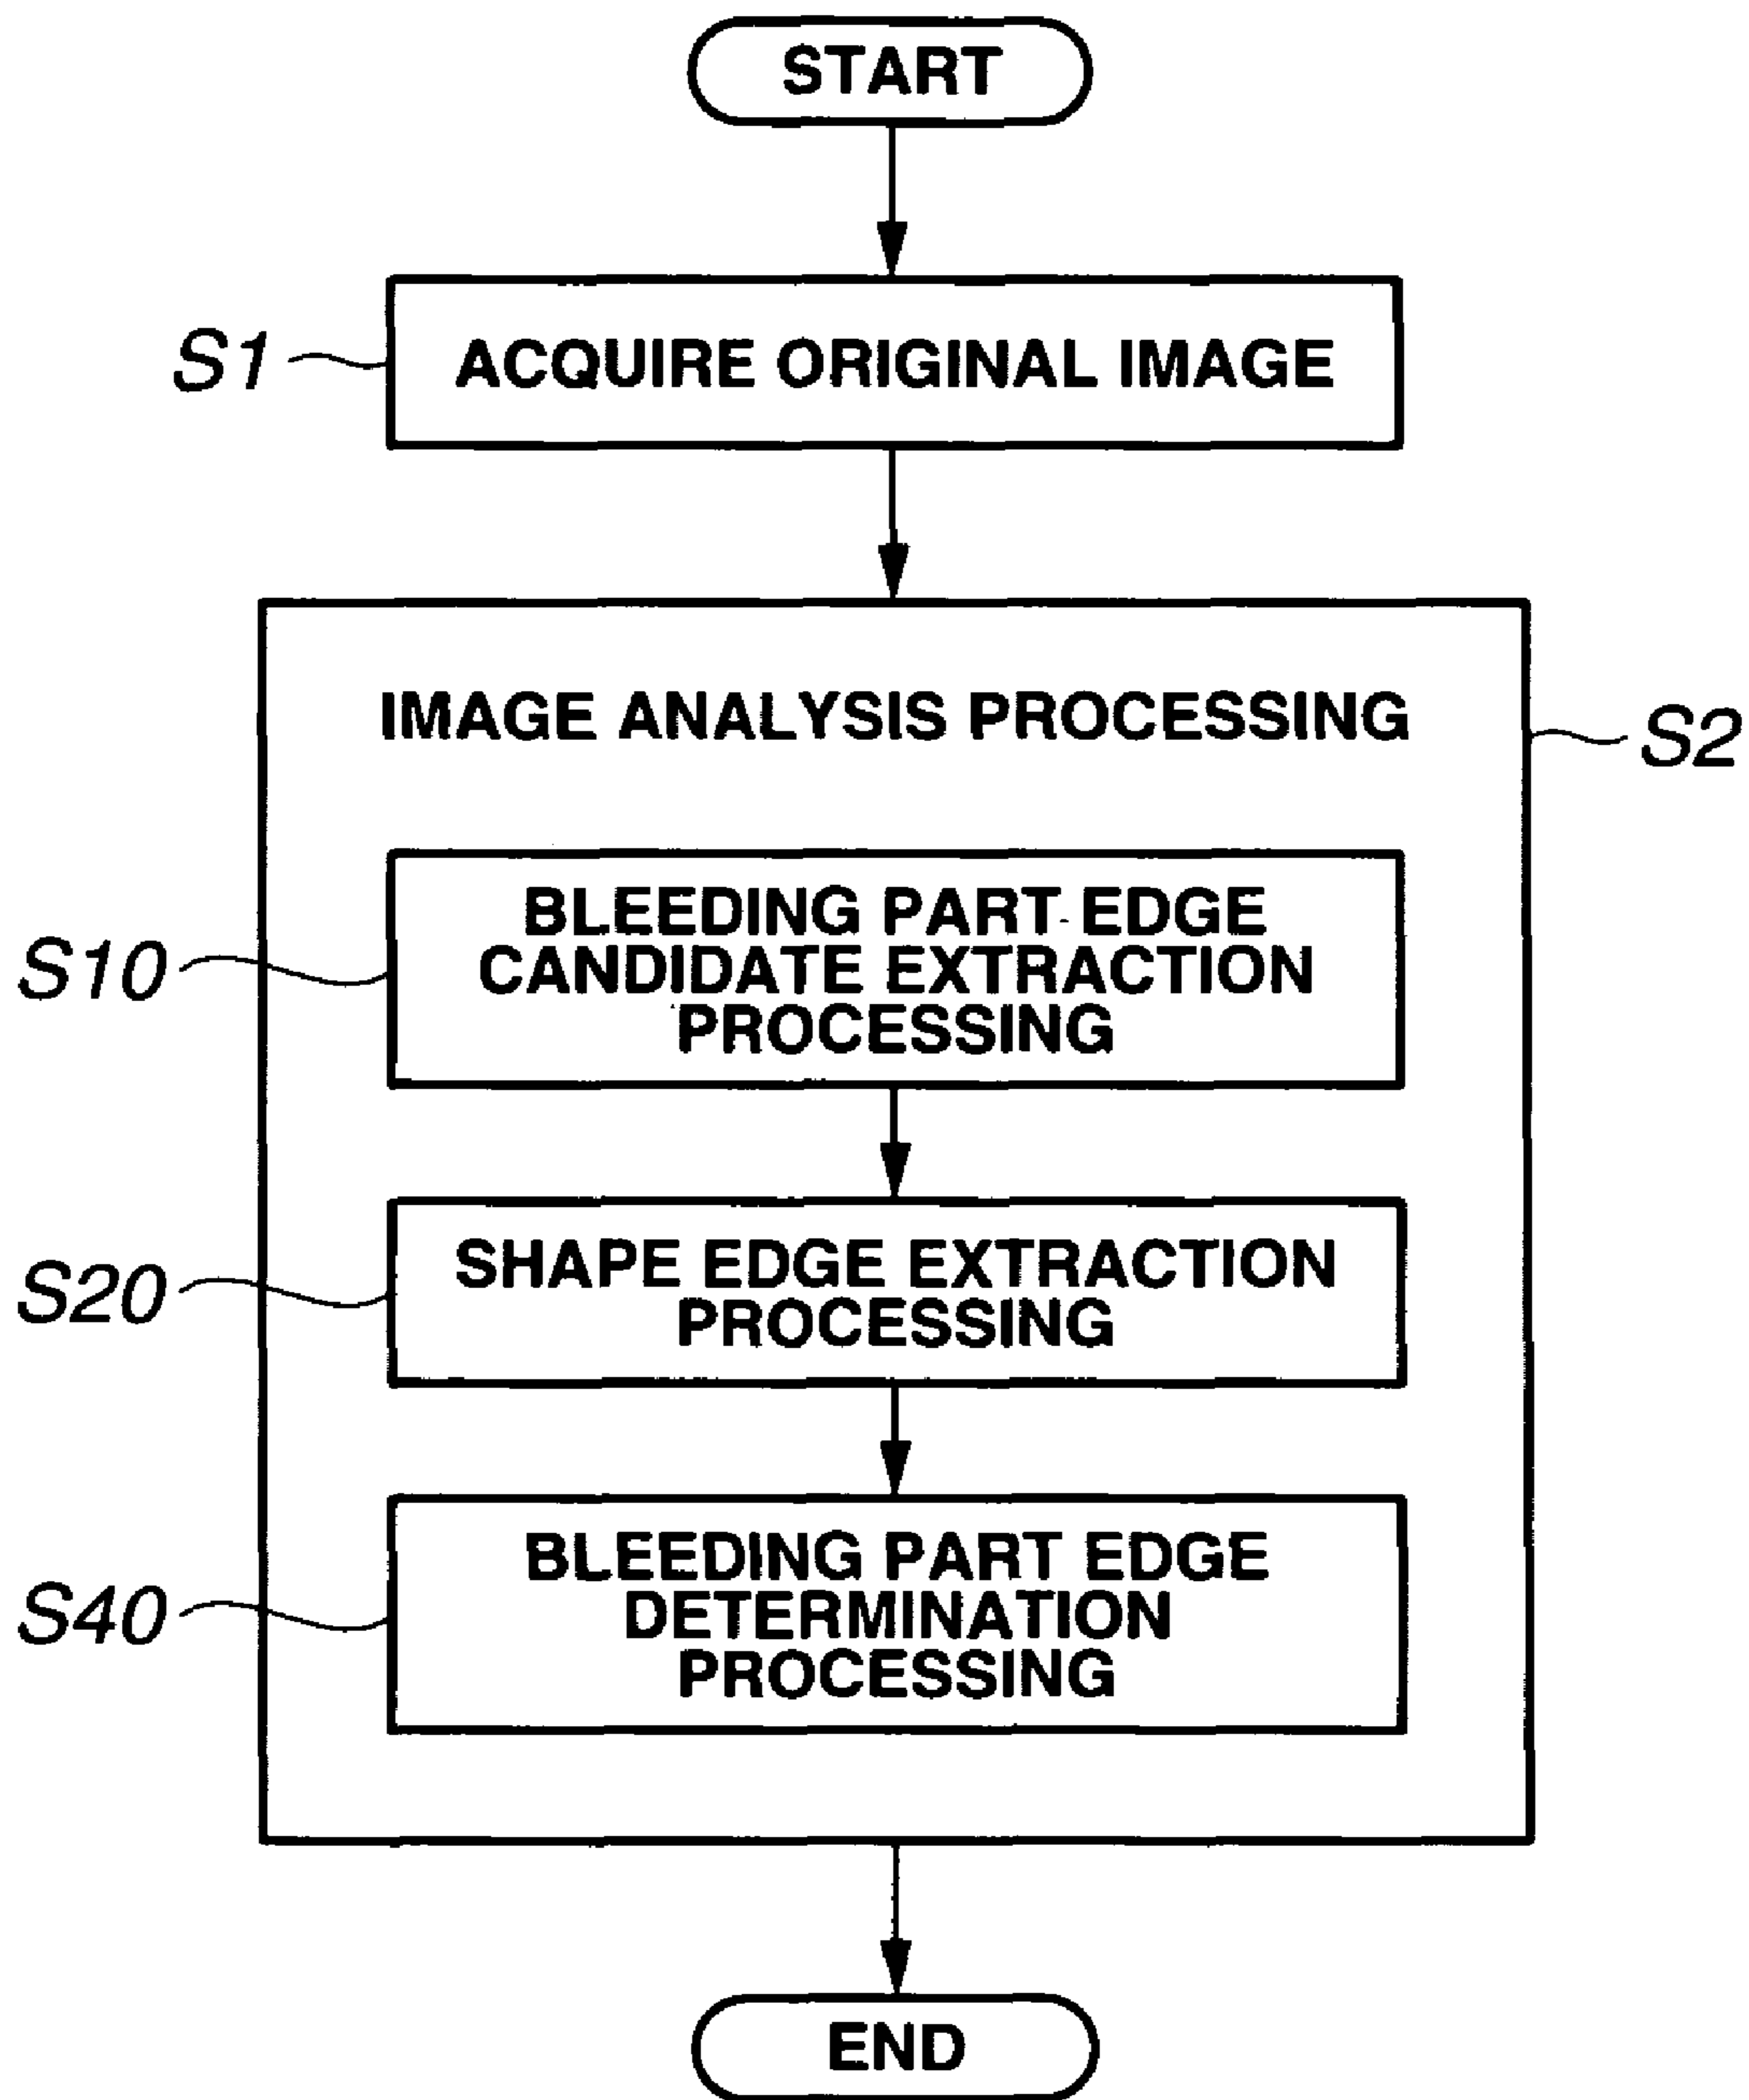 START
S1
ACQUIRE ORIGINAL IMAGE
IMAGE ANALYSIS PROCESSING
S2
S10
BLEEDING PART EDGE
CANDIDATE EXTRACTION
PROCESSING
S20
SHAPE EDGE EXTRACTION
PROCESSING
S40
BLEEDING PART EDGE
DETERMINATION
PROCESSING
END